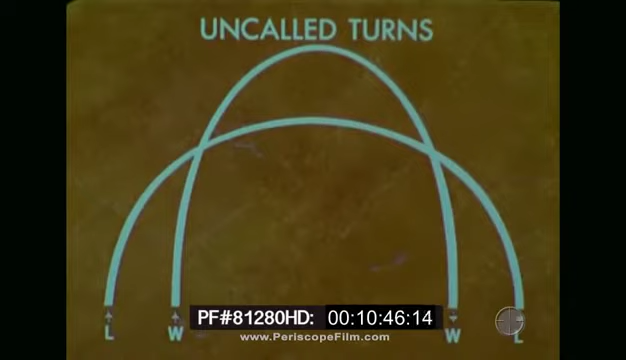 UNCALLED TURNS
L W W L
PF#81280HD: 00:10:46:14
www.PeriscopeFilm.com